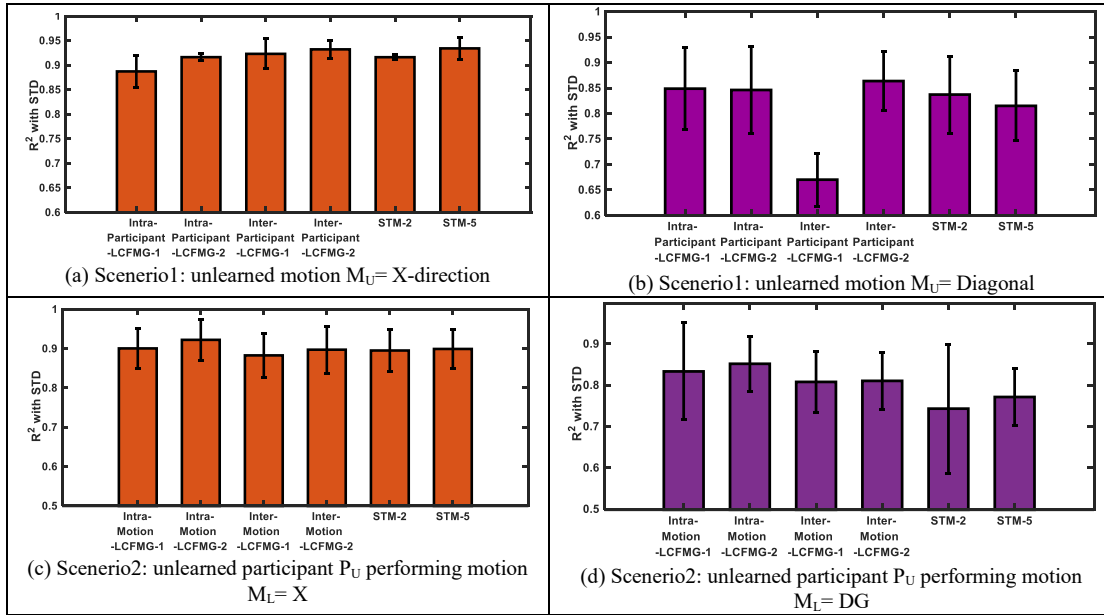 1
0.95
0.9
0.85
0.8
0.75
0.7
0.65
0.6
R² with STD
Intra-
Participant
-LCFMG-1
Intra-
Participant
-LCFMG-2
Inter-
Participant
-LCFMG-1
Inter-
Participant
-LCFMG-2
STM-2
STM-5
(a) Scenerio1: unlearned motion M_U= X-direction
1
0.95
0.9
0.85
0.8
0.75
0.7
0.65
0.6
R² with STD
Intra-
Participant
-LCFMG-1
Intra-
Participant
-LCFMG-2
Inter-
Participant
-LCFMG-1
Inter-
Participant
-LCFMG-2
STM-2
STM-5
(b) Scenerio1: unlearned motion M_U= Diagonal
1
0.9
0.8
0.7
0.6
0.5
R² with STD
Intra-
Motion
-LCFMG-1
Intra-
Motion
-LCFMG-2
Inter-
Motion
-LCFMG-1
Inter-
Motion
-LCFMG-2
STM-2
STM-5
(c) Scenerio2: unlearned participant P_U performing motion
M_L= X
0.9
0.8
0.7
0.6
0.5
R² with STD
Intra-
Motion
-LCFMG-1
Intra-
Motion
-LCFMG-2
Inter-
Motion
-LCFMG-1
Inter-
Motion
-LCFMG-2
STM-2
STM-5
(d) Scenerio2: unlearned participant P_U performing motion
M_L= DG